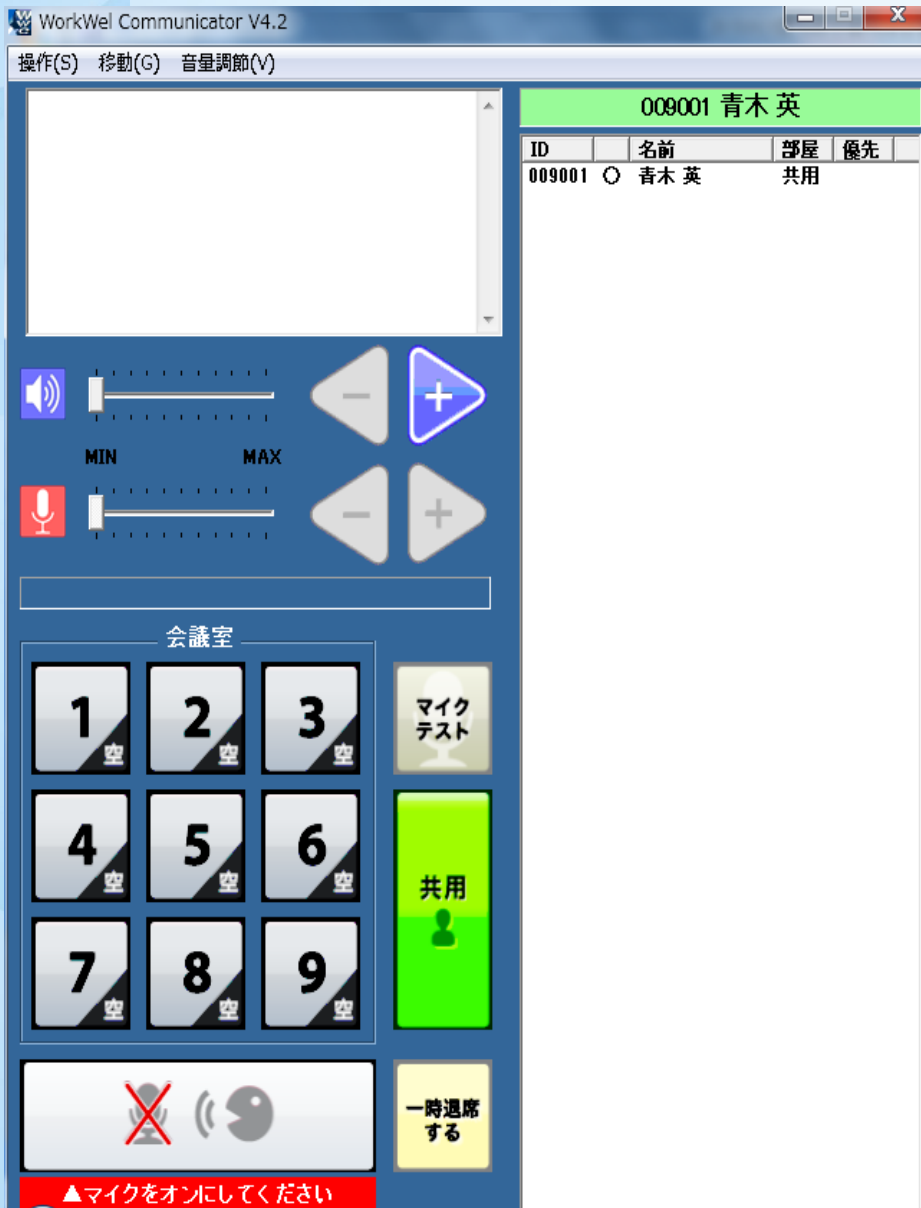 WorkWel Communicator V4.2
操作(S) 移動(G) 音量調節(V)
009001 青木 英
ID 名前 部屋 優先
009001 ○ 青木 英 共用
MIN MAX
会議室
1 空 2 空 3 空
マイク
テスト
4 空 5 空 6 空
共用
7 空 8 空 9 空
一時退席
する
▲マイクをオンにしてください